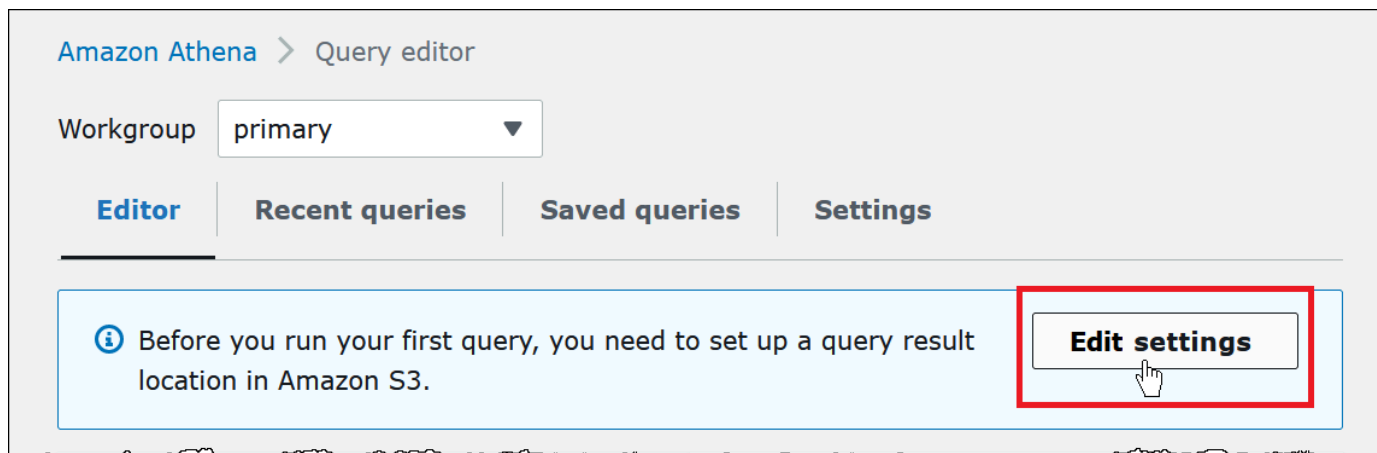 Amazon Athena > Query editor
Workgroup primary
Editor Recent queries Saved queries Settings
Before you run your first query, you need to set up a query result
location in Amazon S3.
Edit settings